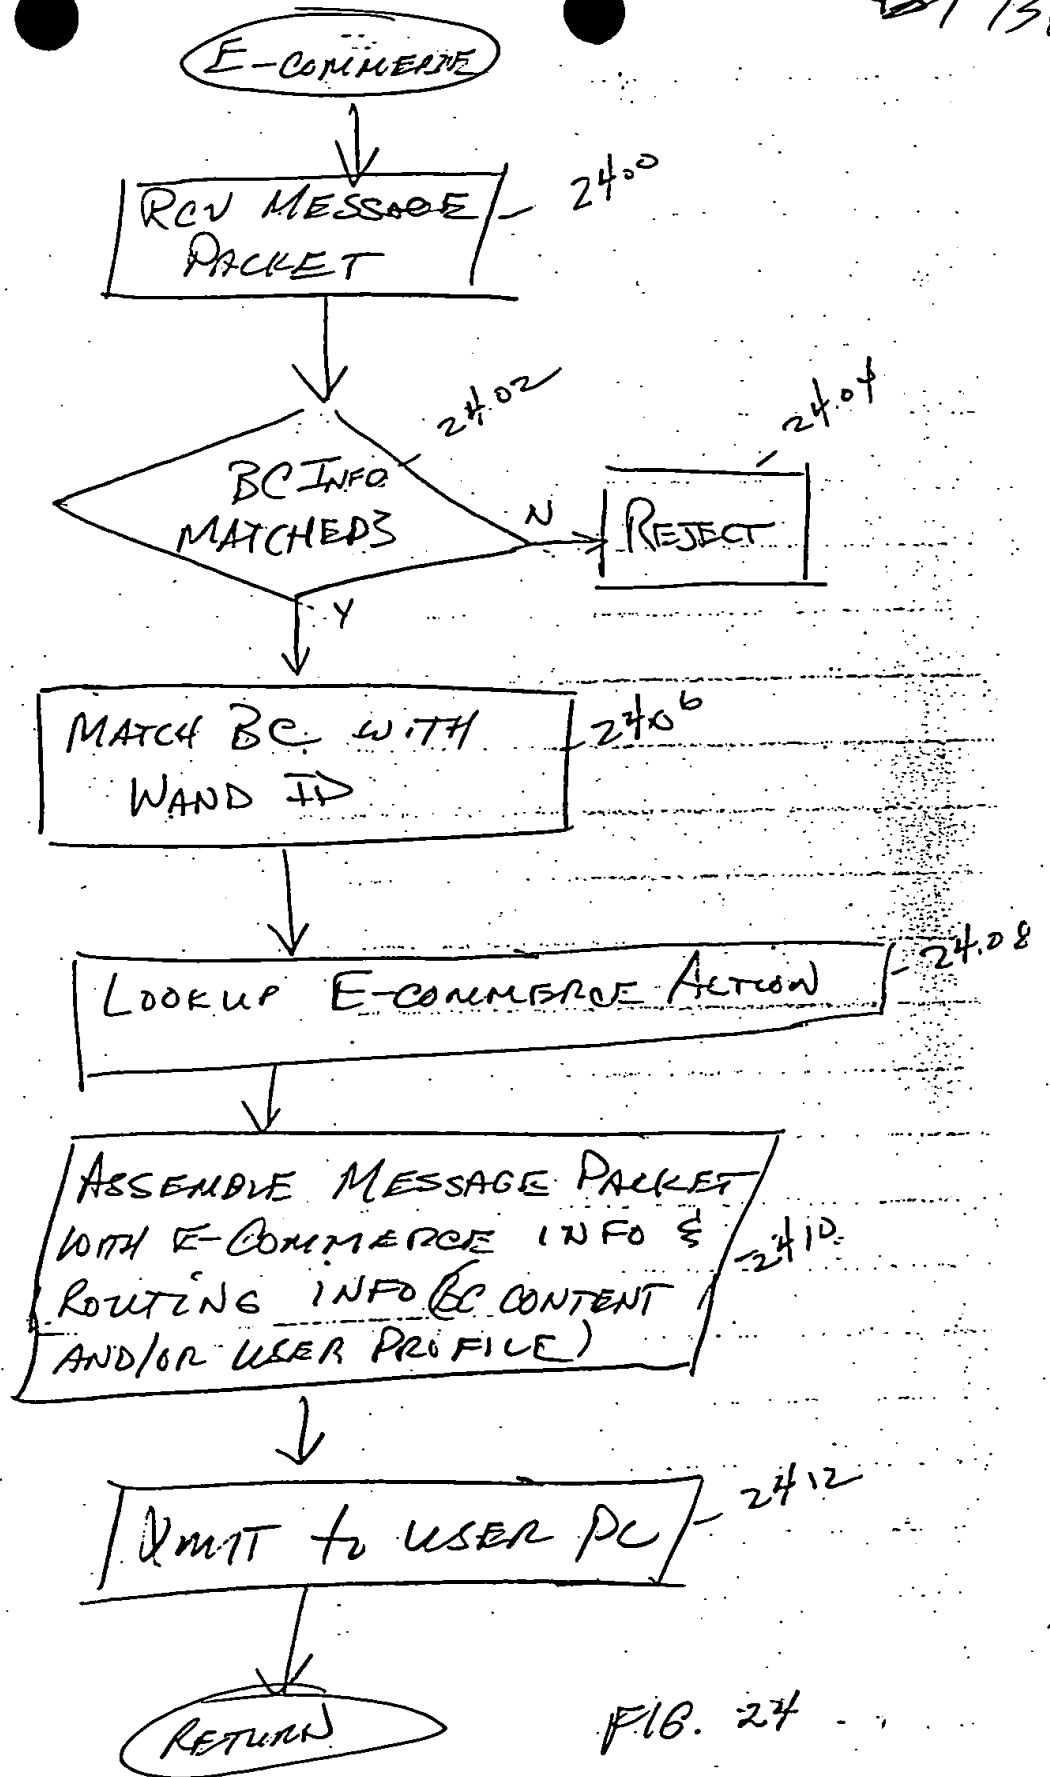 E-COMMERCE
RCV MESSAGE
2400
PACKET
2402
2404
BC INFO
MATCHED?
N
REJECT
Y
MATCH BC WITH
2406
WAND ID
2408
LOOKUP E-COMMERCE ACTION
ASSEMBLE MESSAGE PACKET
WITH E-COMMERCE INFO &
2410
ROUTING INFO (BC CONTENT
AND/OR USER PROFILE)
2412
XMIT to USER PC
RETURN
FIG. 24